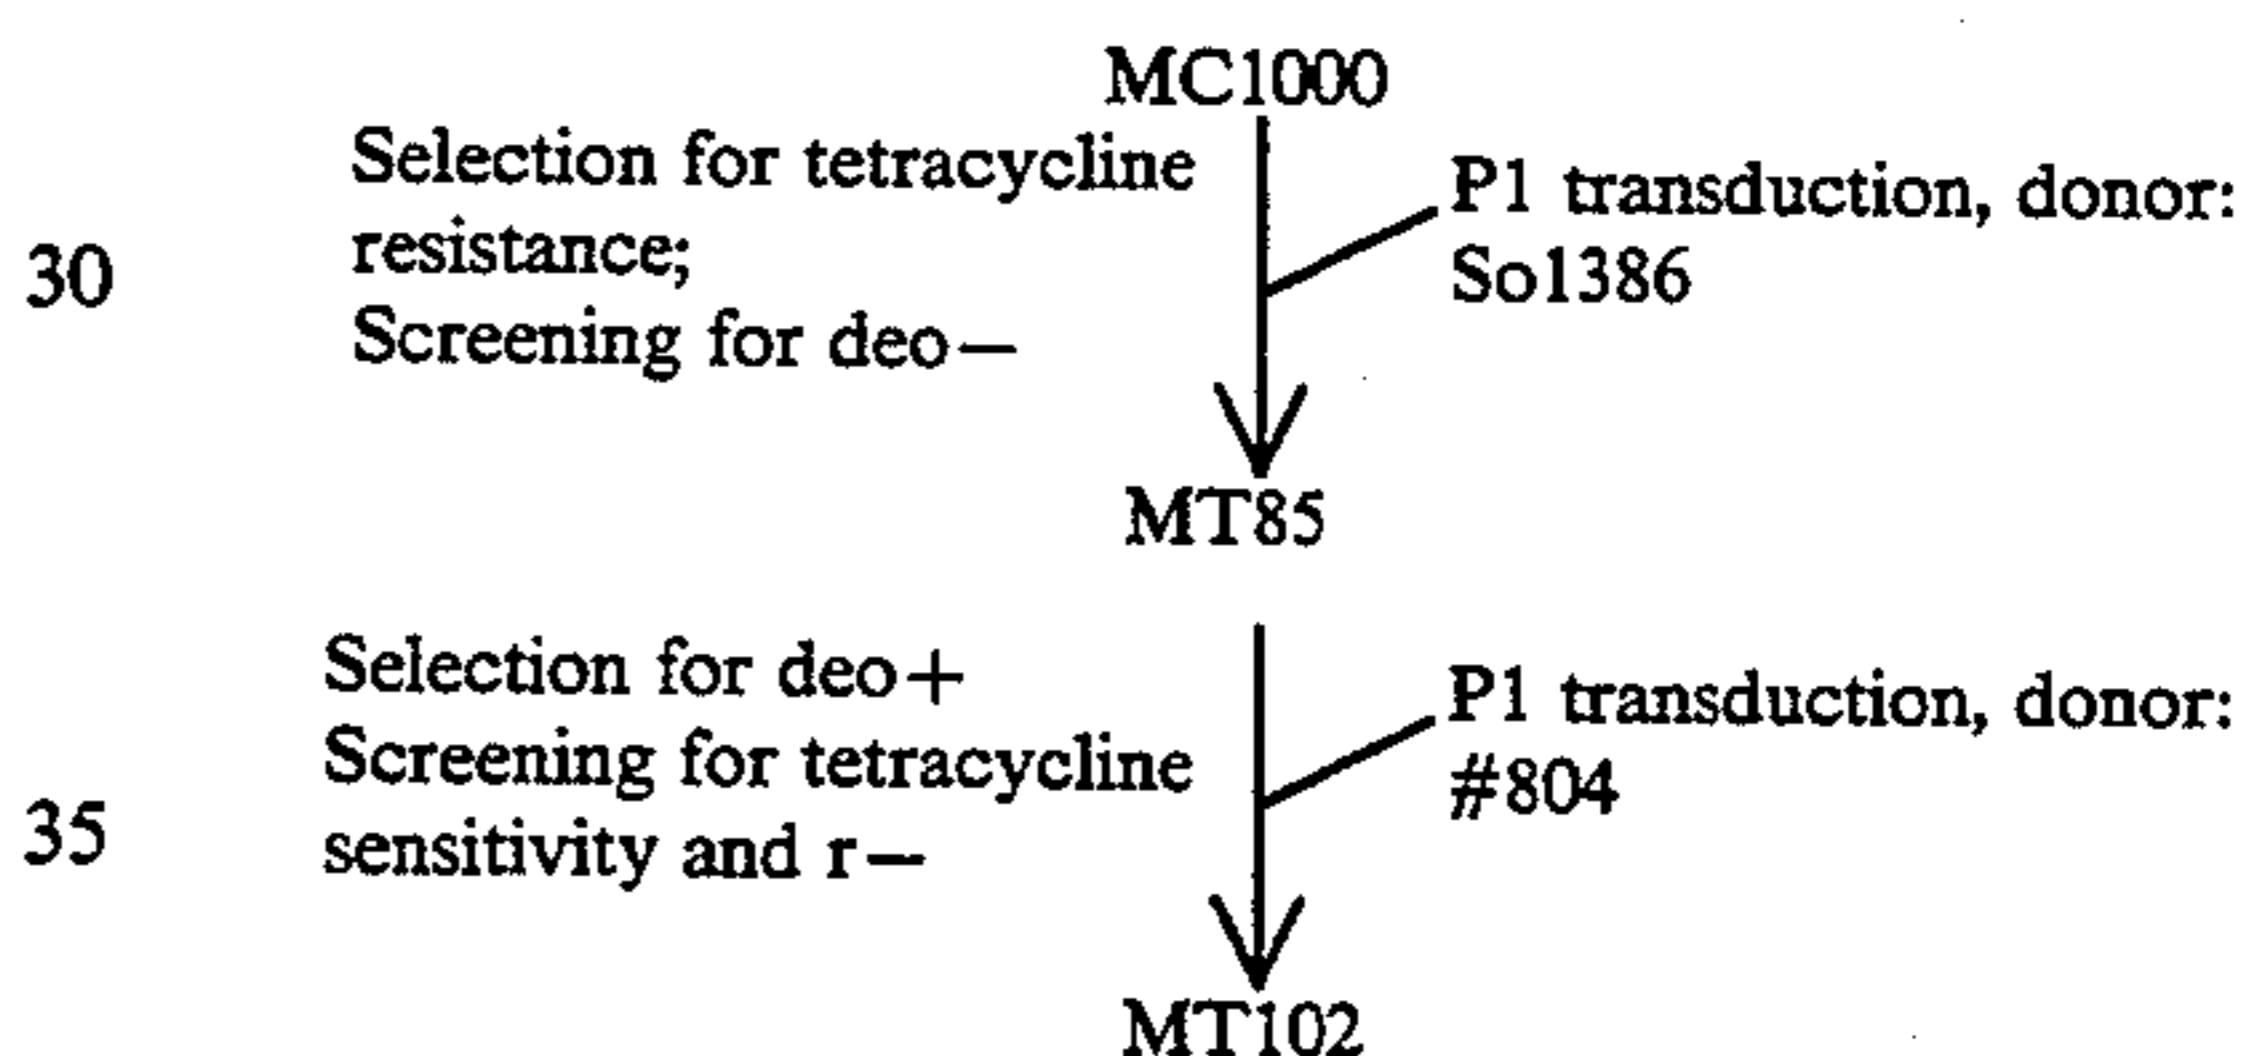 MC1000
Selection for tetracycline
resistance;
Screening for deo−
P1 transduction, donor:
So1386
30
MT85
Selection for deo+
Screening for tetracycline
sensitivity and r−
P1 transduction, donor:
#804
35
MT102